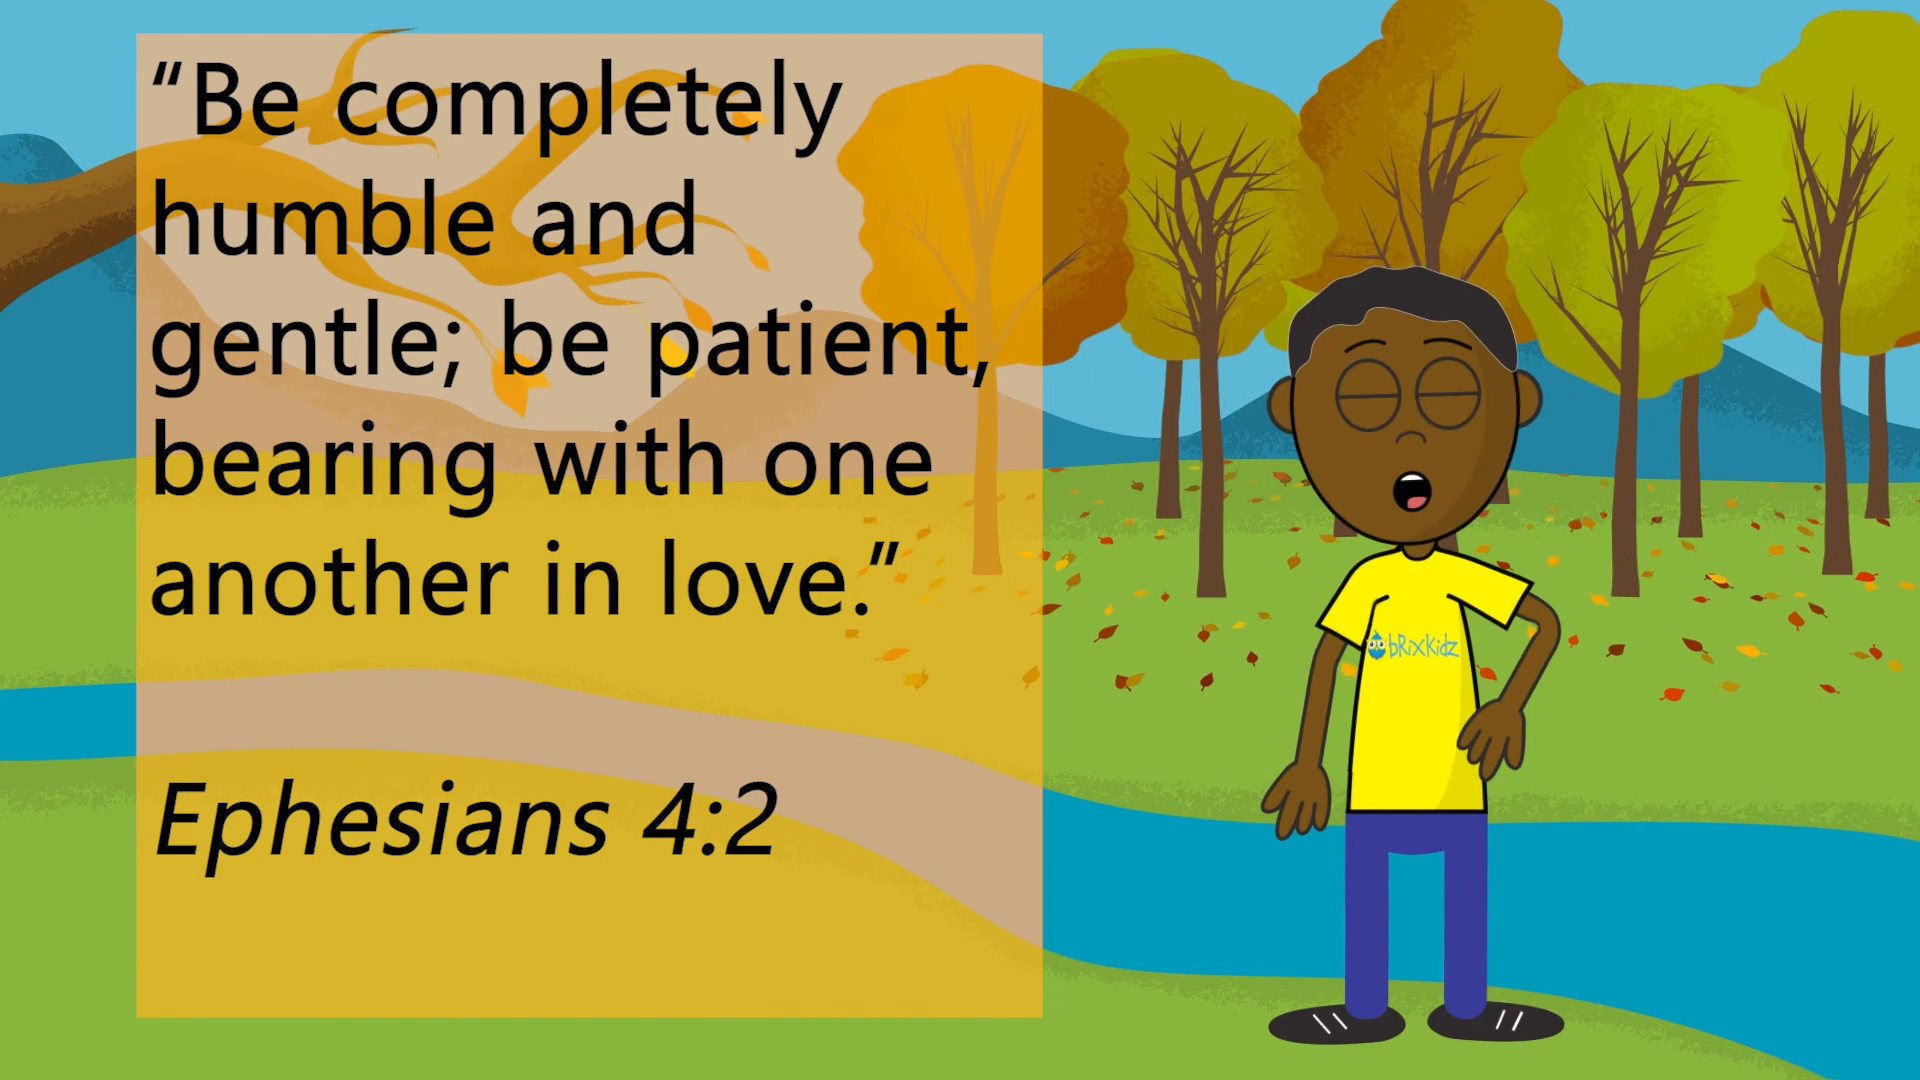 “Be completely
humble and
gentle; be patient,
bearing with one
another in love.”
Ephesians 4:2
bRixKidz